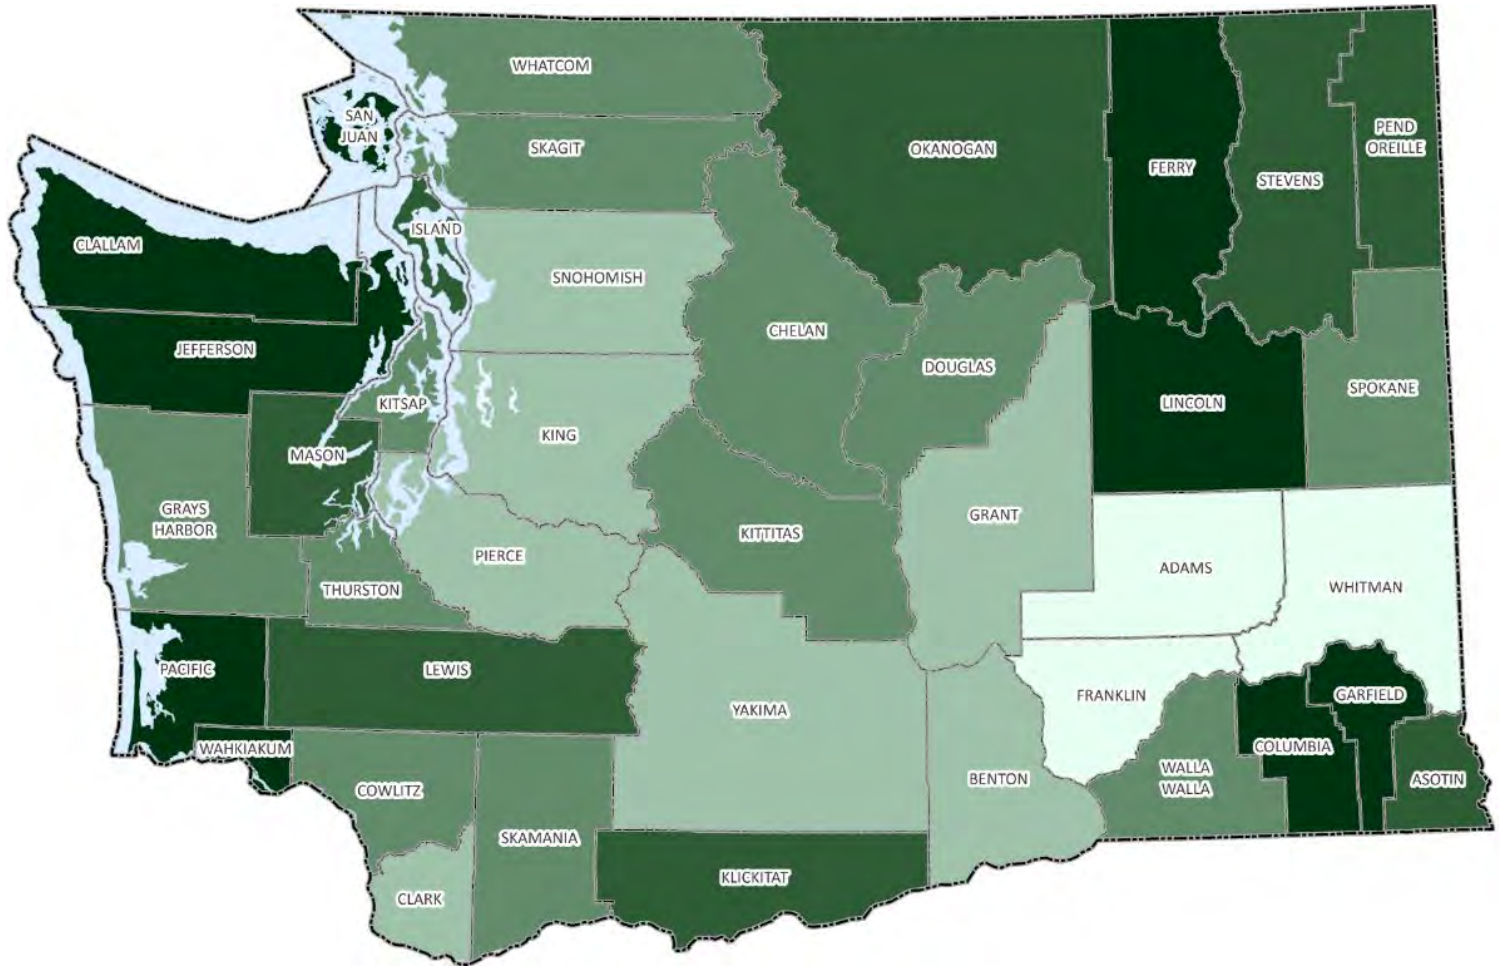 WHATCOM
SAN
JUAN
SKAGIT
OKANOGAN
FERRY
STEVENS
PEND
OREILLE
CLALLAM
ISLAND
SNOHOMISH
CHELAN
JEFFERSON
DOUGLAS
LINCOLN
SPOKANE
KITSAP
KING
MASON
GRAYS
HARBOR
KITTITAS
GRANT
PIERCE
ADAMS
WHITMAN
THURSTON
PACIFIC
LEWIS
YAKIMA
FRANKLIN
GARFIELD
WAHKIAKUM
COLUMBIA
COWLITZ
BENTON
WALLA
WALLA
ASOTIN
SKAMANIA
KLICKITAT
CLARK